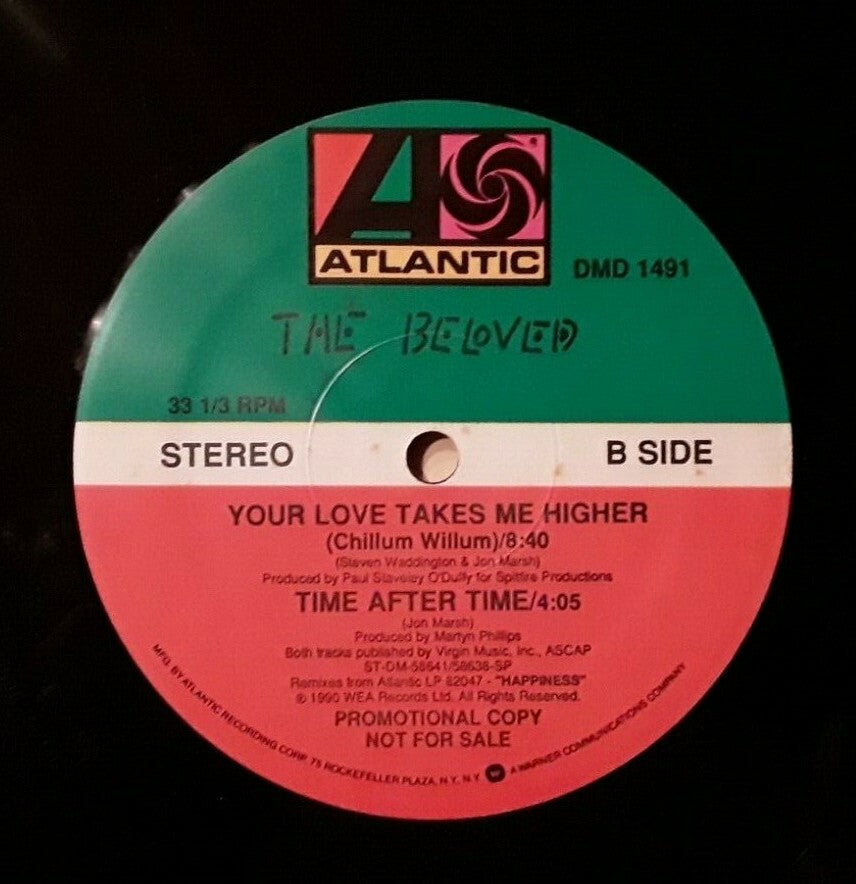 ATLANTIC
DMD 1491
THE BELOVED
33 1/3 RPM
STEREO
B SIDE
YOUR LOVE TAKES ME HIGHER
(Chillum Willum)/8:40
(Steven Waddington & Jon Marsh)
Produced by Paul Staveley O'Duffy for Spitfire Productions
TIME AFTER TIME/4:05
(Jon Marsh)
Produced by Martyn Phillips
Both tracks published by Virgin Music, Inc., ASCAP
ST-DM-58641/58638-SP
Remixes from Atlantic LP 82047 - "HAPPINESS"
℗ 1990 WEA Records Ltd. All Rights Reserved.
PROMOTIONAL COPY
NOT FOR SALE
MFG. BY ATLANTIC RECORDING CORP. 75 ROCKEFELLER PLAZA, N.Y. N.Y. A WARNER COMMUNICATIONS COMPANY